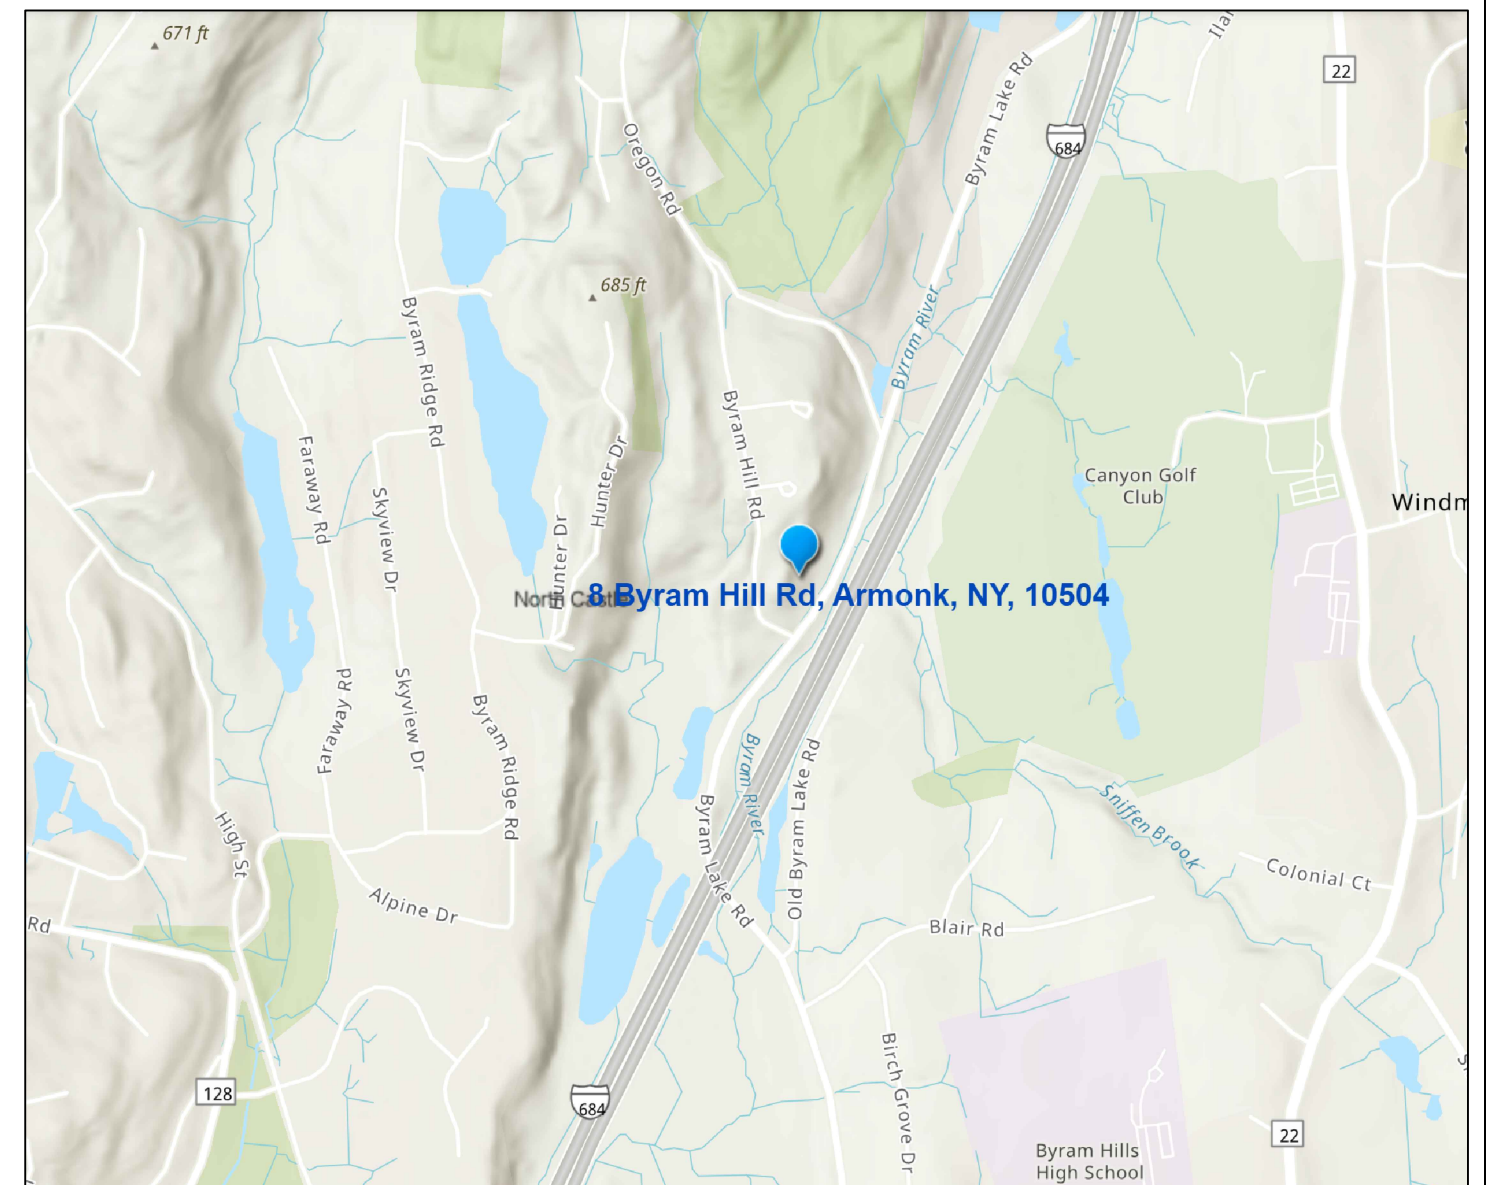 671 ft
22
Ilar
Byram Lake Rd
684
Oregon Rd
685 ft
Byram River
Byram Ridge Rd
Byram Hill Rd
Faraway Rd
Hunter Dr
Skyview Dr
Canyon Golf
Club
Windm
Hunter Dr
North Castle
8 Byram Hill Rd, Armonk, NY, 10504
Faraway Rd
Skyview Dr
Byram Ridge Rd
Byram River
Old Byram Lake Rd
Byram Lake Rd
Sniffen Brook
High St
Colonial Ct
Alpine Dr
Rd
Blair Rd
Birch Grove Dr
128
684
22
Byram Hills
High School